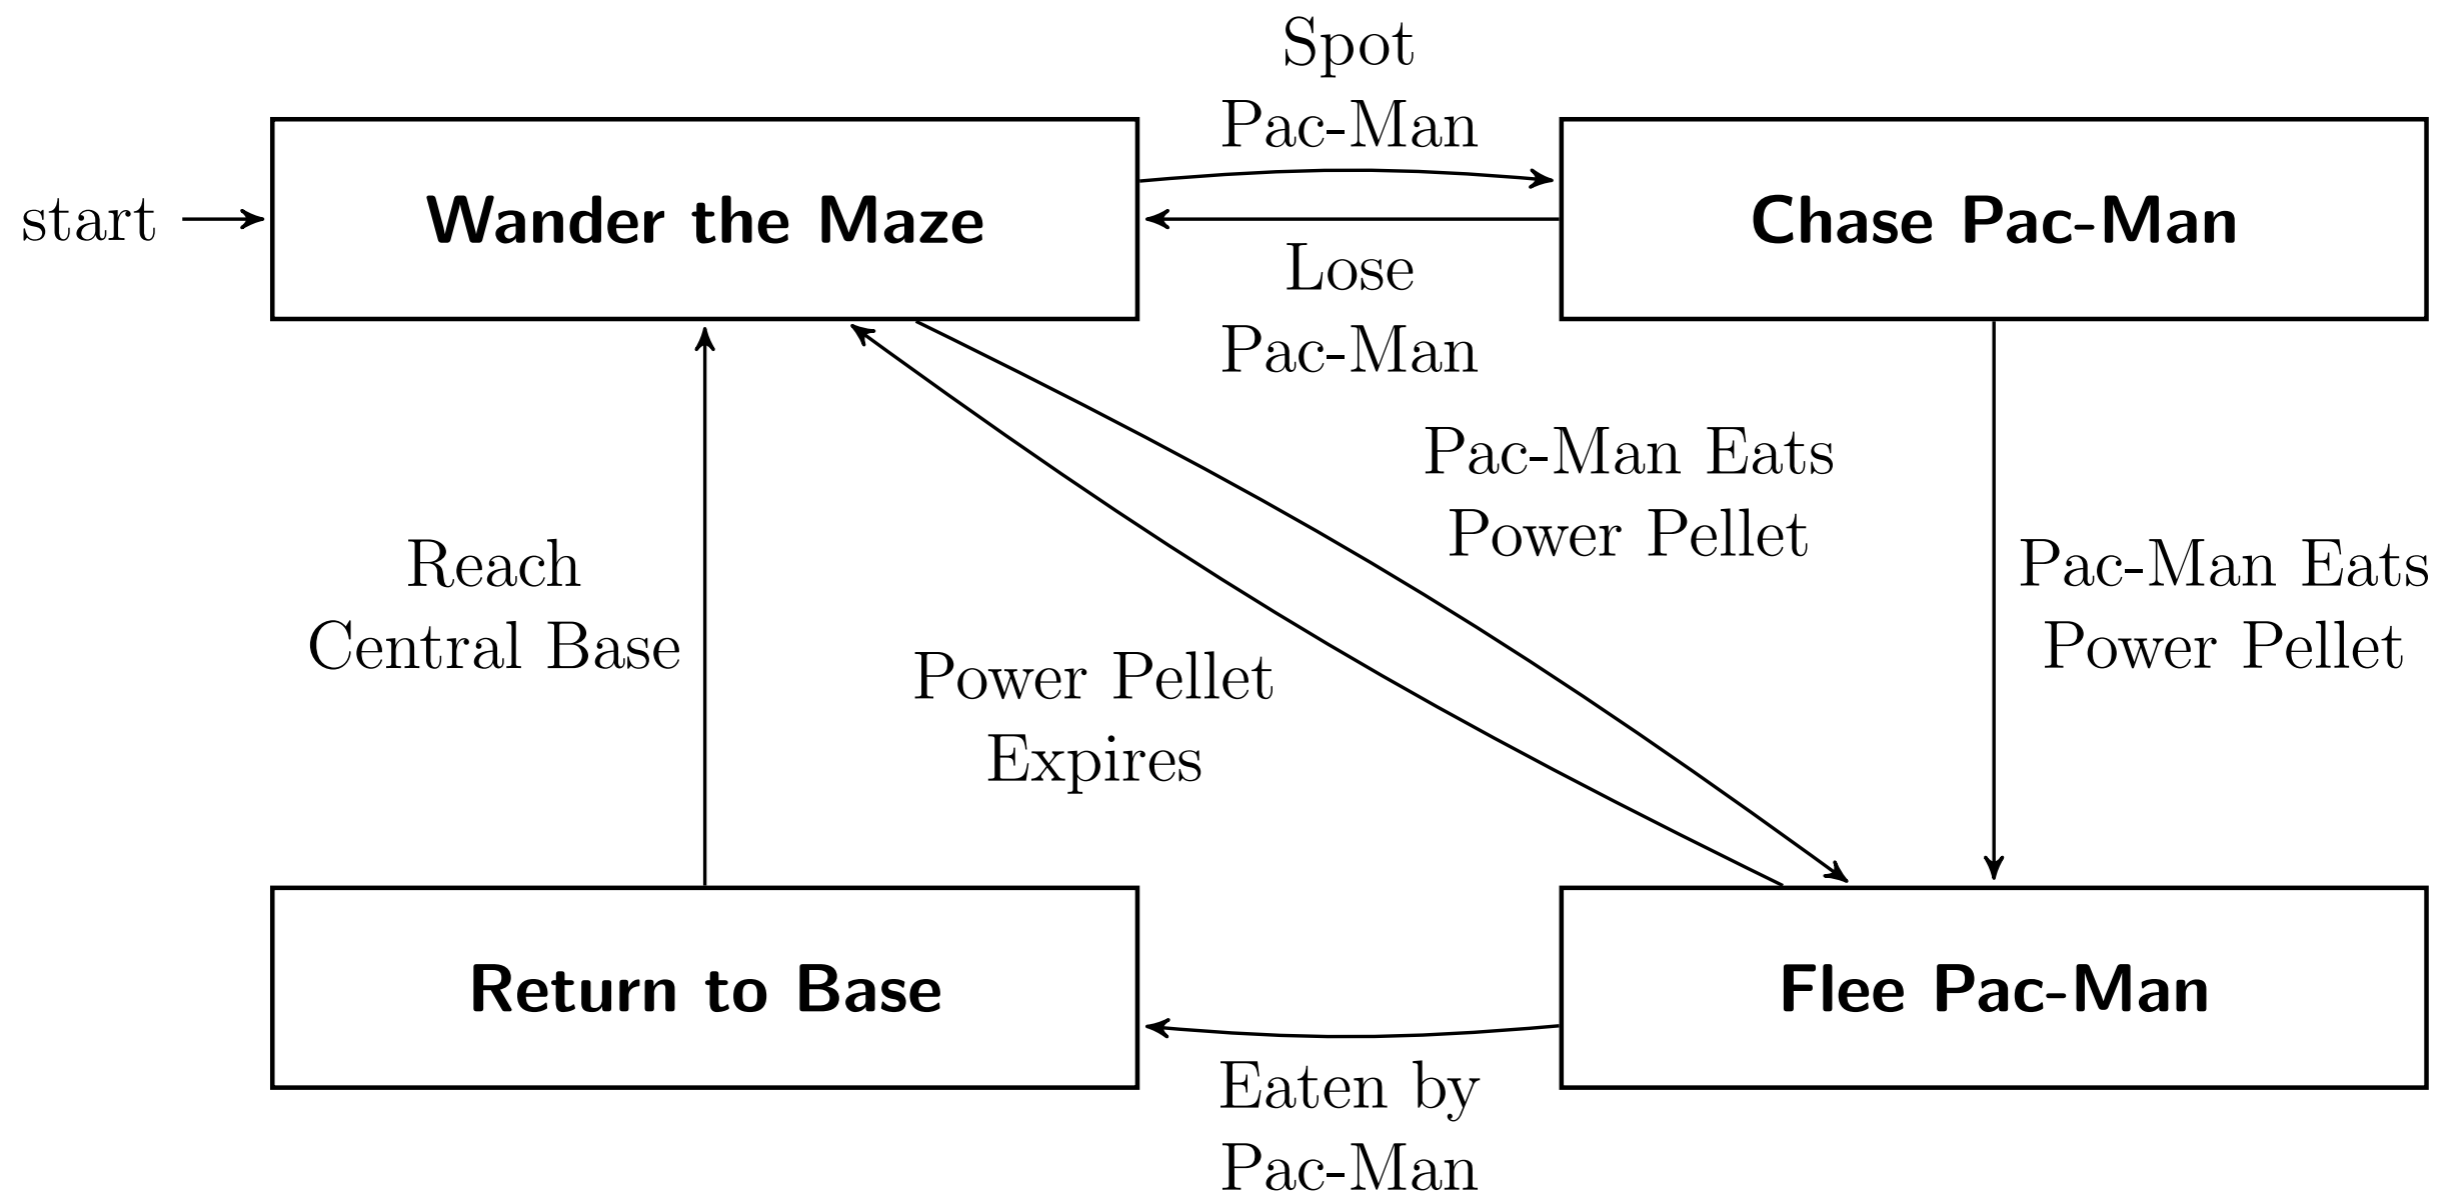 Spot
Pac-Man
start
Wander the Maze
Chase Pac-Man
Lose
Pac-Man
Pac-Man Eats
Power Pellet
Reach
Central Base
Pac-Man Eats
Power Pellet
Power Pellet
Expires
Return to Base
Flee Pac-Man
Eaten by
Pac-Man